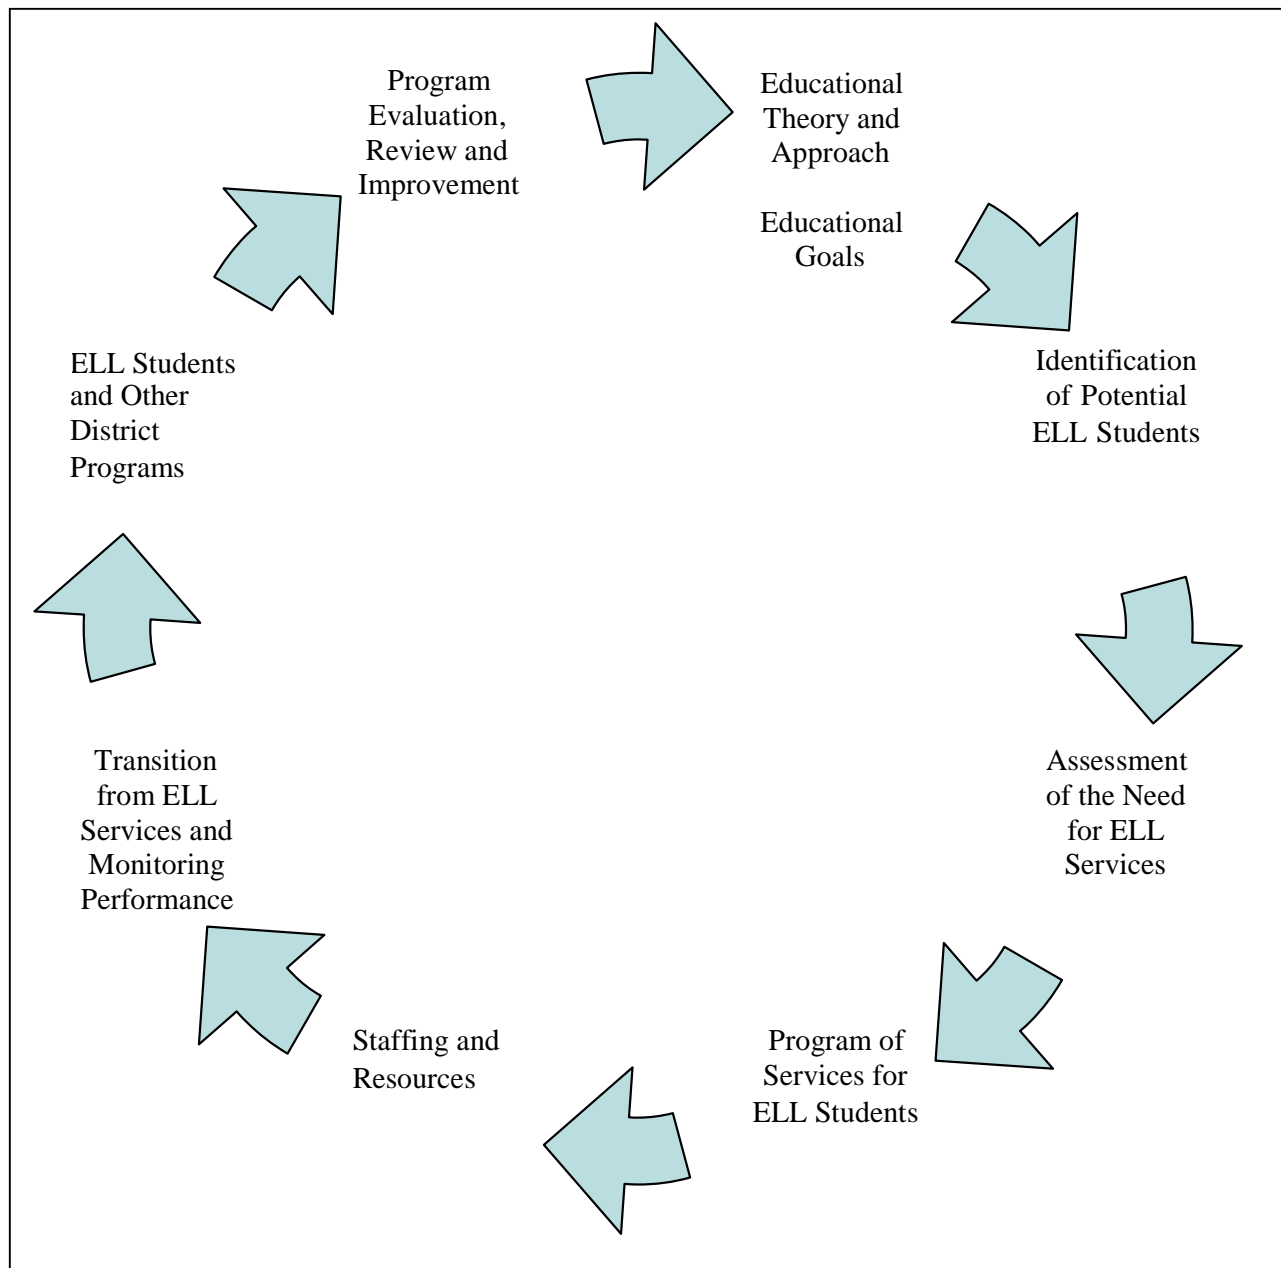 Program
Evaluation,
Review and
Improvement
Educational
Theory and
Approach
Educational
Goals
Identification
of Potential
ELL Students
Assessment
of the Need
for ELL
Services
Program of
Services for
ELL Students
Staffing and
Resources
Transition
from ELL
Services and
Monitoring
Performance
ELL Students
and Other
District
Programs